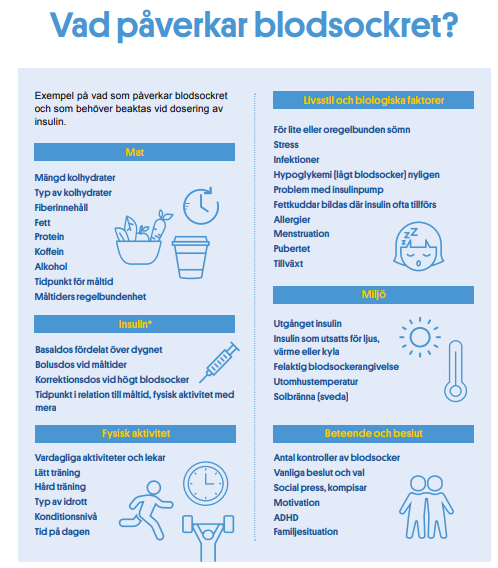 Vad påverkar blodsockret?
Exempel på vad som påverkar blodsockret
och som behöver beaktas vid dosering av
insulin.
Mat
Mängd kolhydrater
Typ av kolhydrater
Fiberinnehåll
Fett
Protein
Koffein
Alkohol
Tidpunkt för måltid
Måltiders regelbundenhet
Insulin*
Basaldos fördelat över dygnet
Bolusdos vid måltider
Korrektionsdos vid högt blodsocker
Tidpunkt i relation till måltid, fysisk aktivitet med
mera
Fysisk aktivitet
Vardagliga aktiviteter och lekar
Lätt träning
Hård träning
Typ av idrott
Konditionsnivå
Tid på dagen
Livsstil och biologiska faktorer
För lite eller oregelbunden sömn
Stress
Infektioner
Hypoglykemi (lågt blodsocker) nyligen
Problem med insulinpump
Fettkuddar bildas där insulin ofta tillförs
Allergier
Menstruation
Pubertet
Tillväxt
z z z
Miljö
Utgånget insulin
Insulin som utsatts för ljus,
värme eller kyla
Felaktig blodsockerangivelse
Utomhustemperatur
Solbränna (sveda)
Beteende och beslut
Antal kontroller av blodsocker
Vanliga beslut och val
Social press, kompisar
Motivation
ADHD
Familjesituation